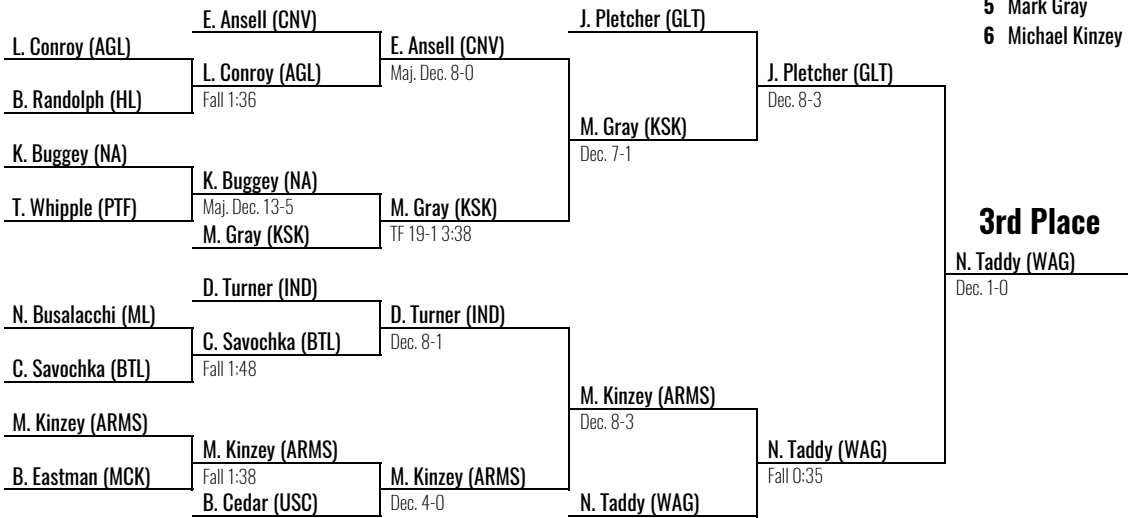 5 Mark Gray
6 Michael Kinzey
E. Ansell (CNV)
L. Conroy (AGL)
L. Conroy (AGL)
Fall 1:36
B. Randolph (HL)
E. Ansell (CNV)
Maj. Dec. 8-0
K. Buggey (NA)
K. Buggey (NA)
Maj. Dec. 13-5
T. Whipple (PTF)
M. Gray (KSK)
M. Gray (KSK)
TF 19-1 3:38
J. Pletcher (GLT)
M. Gray (KSK)
Dec. 7-1
J. Pletcher (GLT)
Dec. 8-3
D. Turner (IND)
N. Busalacchi (ML)
C. Savochka (BTL)
Fall 1:48
C. Savochka (BTL)
D. Turner (IND)
Dec. 8-1
M. Kinzey (ARMS)
M. Kinzey (ARMS)
Fall 1:38
B. Eastman (MCK)
B. Cedar (USC)
M. Kinzey (ARMS)
Dec. 4-0
M. Kinzey (ARMS)
Dec. 8-3
N. Taddy (WAG)
N. Taddy (WAG)
Fall 0:35
3rd Place
N. Taddy (WAG)
Dec. 1-0